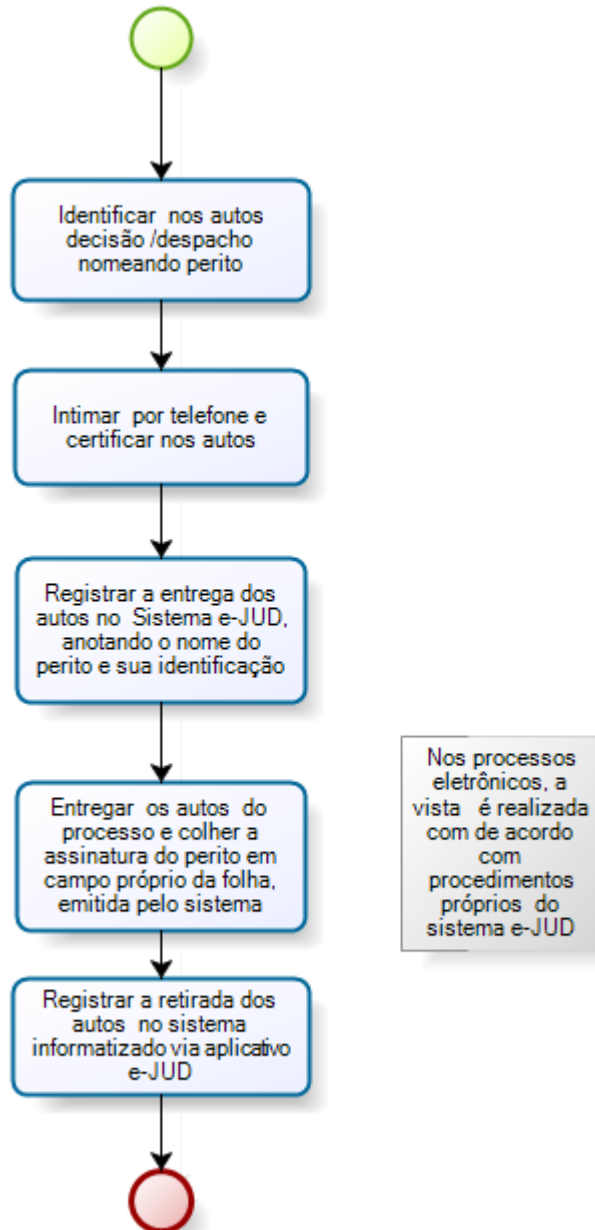 Identificar nos autos
decisão /despacho
nomeando perito
Intimar por telefone e
certificar nos autos
Registrar a entrega dos
autos no Sistema e-JUD,
anotando o nome do
perito e sua identificação
Entregar os autos do
processo e colher a
assinatura do perito em
campo próprio da folha,
emitida pelo sistema
Nos processos
eletrônicos, a
vista é realizada
com de acordo
com
procedimentos
próprios do
sistema e-JUD
Registrar a retirada dos
autos no sistema
informatizado via aplicativo
e-JUD